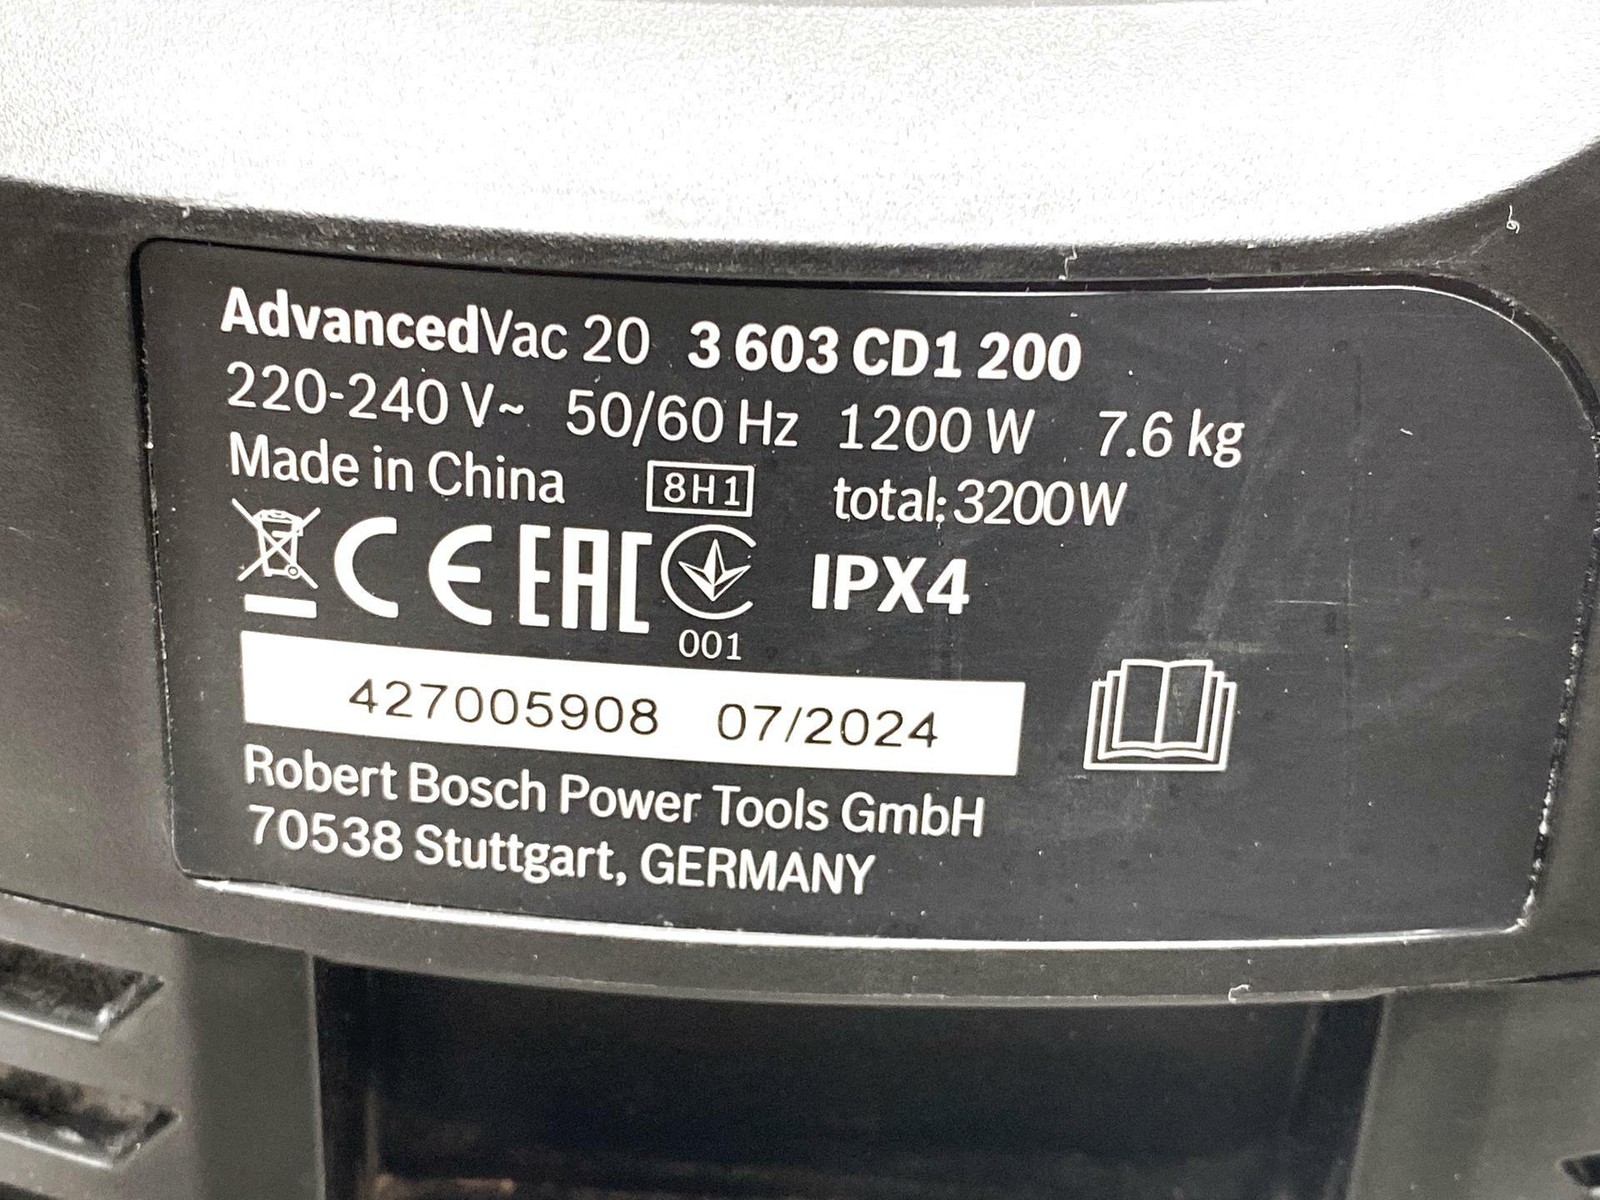 AdvancedVac 20 3 603 CD1 200
220-240 V~ 50/60 Hz 1200 W 7.6 kg
Made in China 8H1 total: 3200W
CE EAC IPX4
001
427005908 07/2024
Robert Bosch Power Tools GmbH
70538 Stuttgart, GERMANY